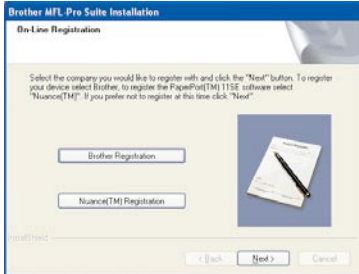 Brother MFL-Pro Suite Installation
On-Line Registration
Select the company you would like to register with and click the "Next" button. To register
your device select Brother, to register the PaperPort(TM) 11SE software select
"Nuance(TM)". If you prefer not to register at this time click "Next".
Brother Registration
Nuance(TM) Registration
InstallShield
< Back Next > Cancel